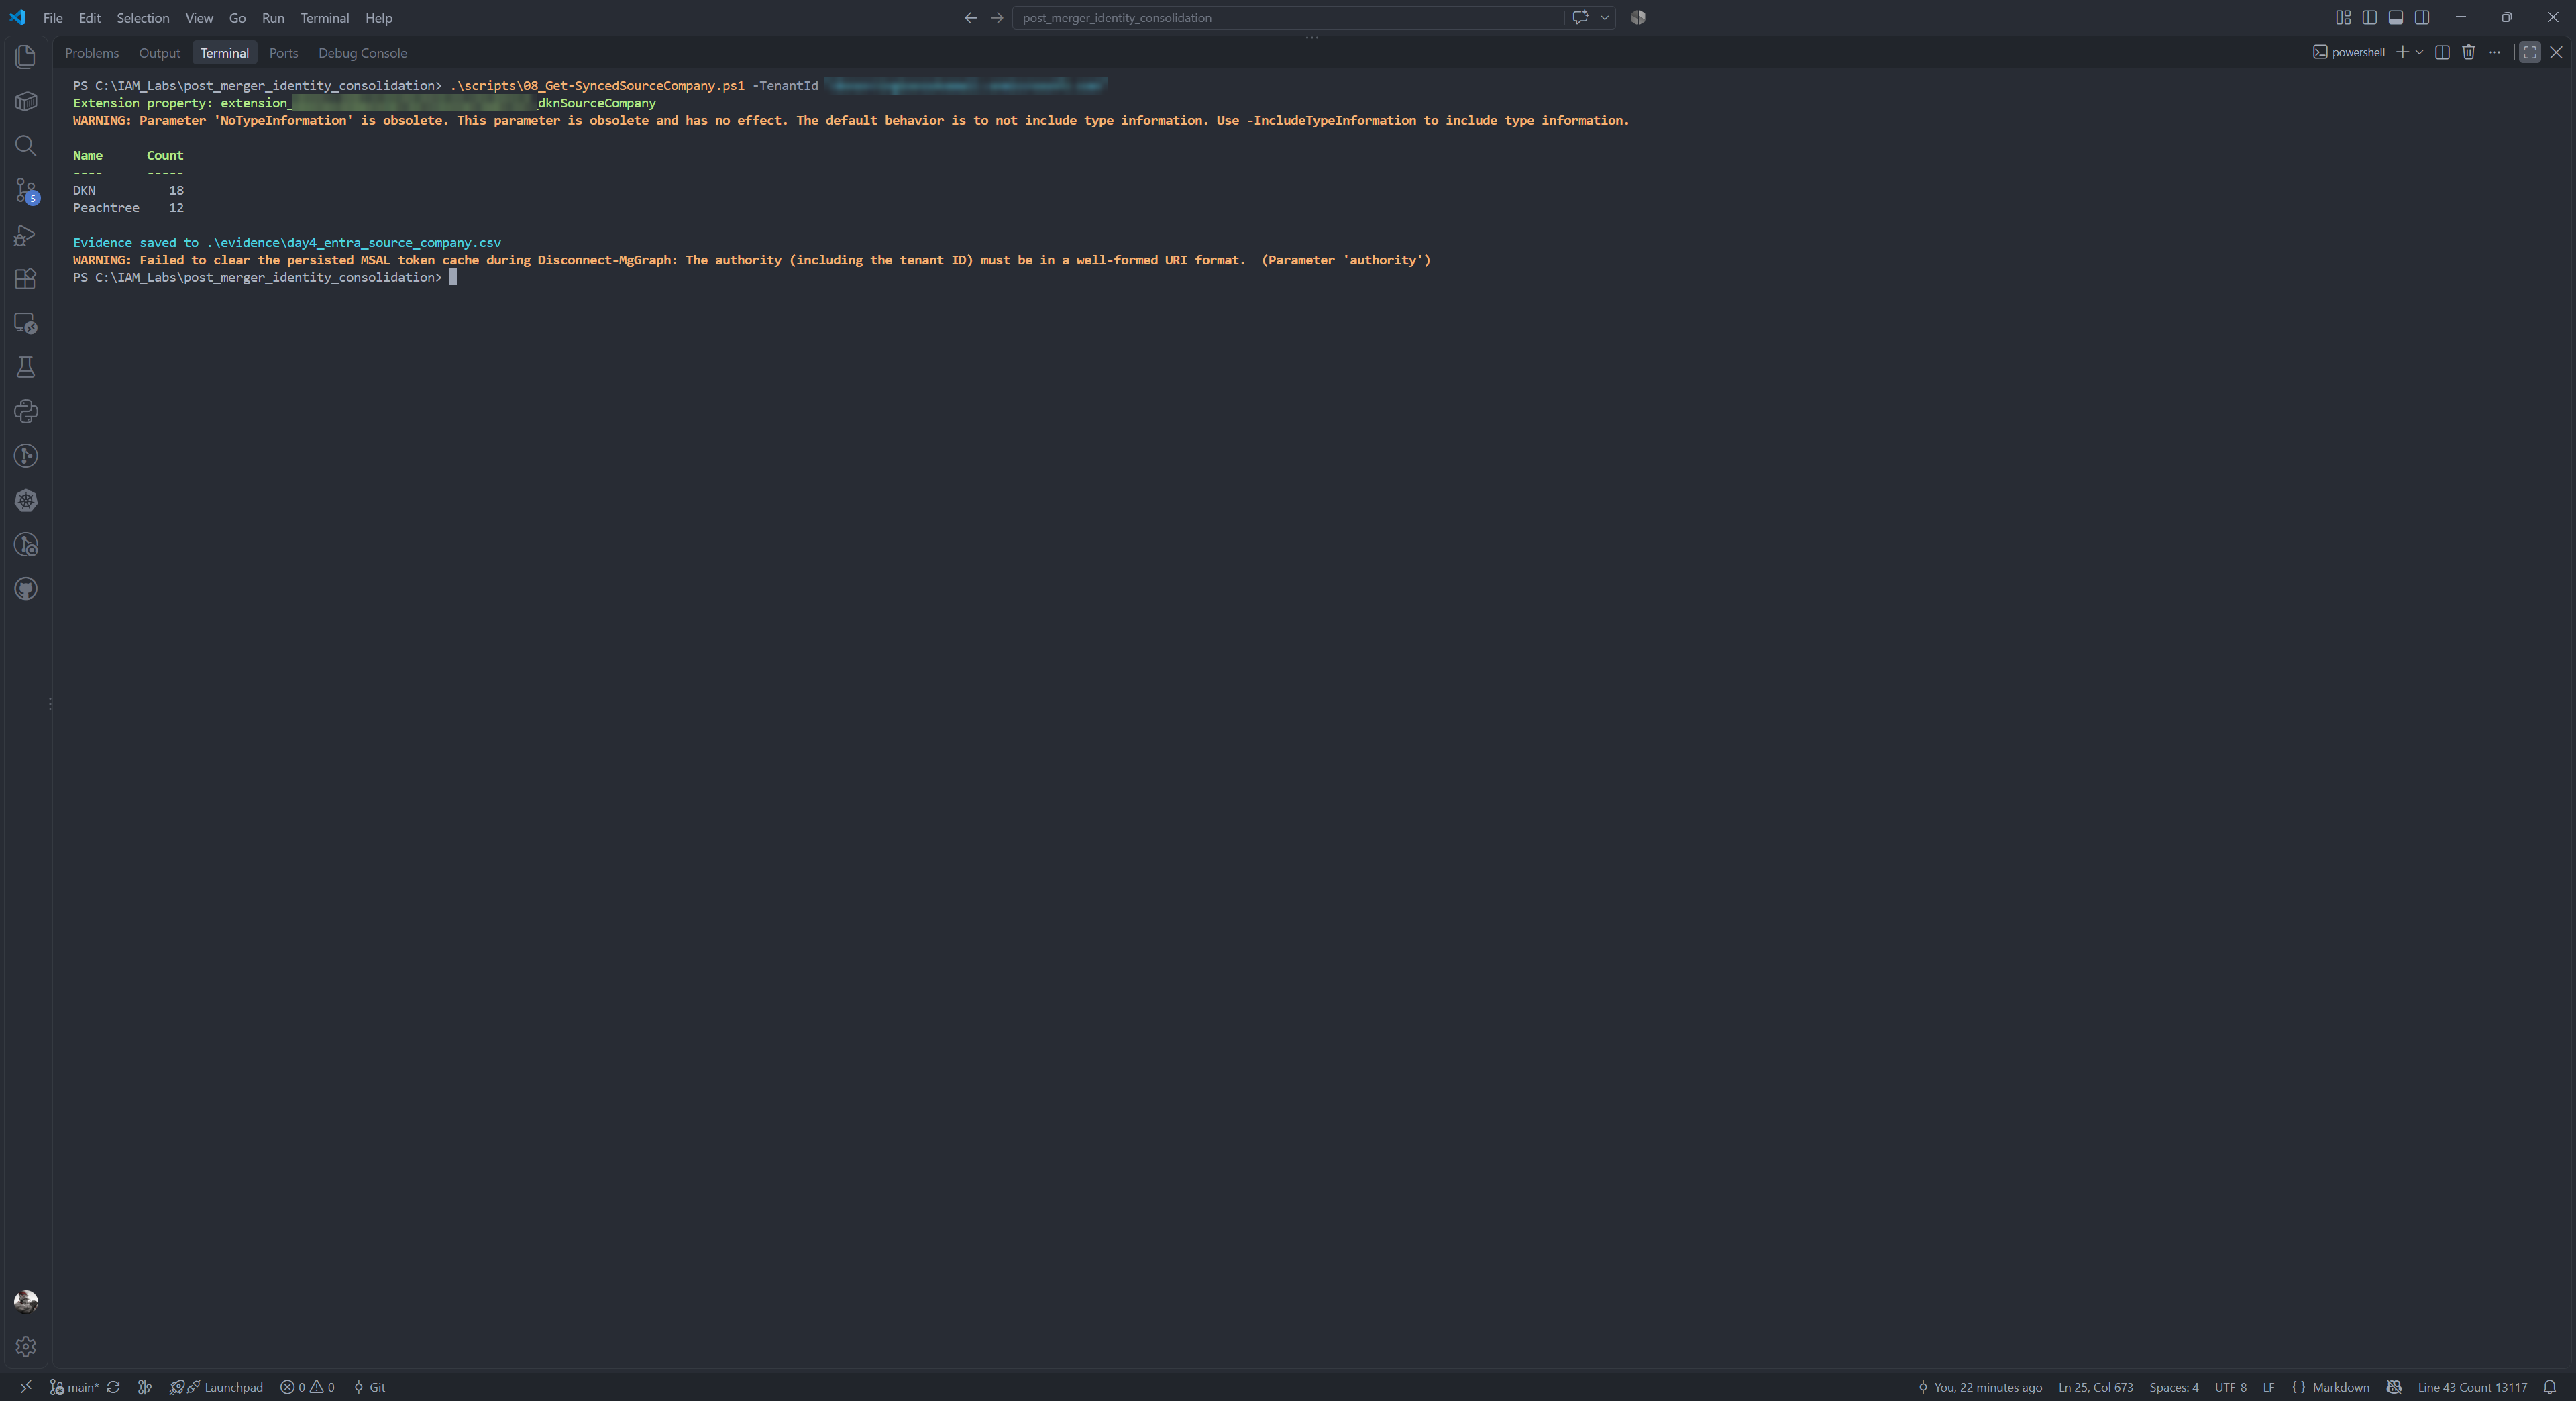 File Edit Selection View Go Run Terminal Help
post_merger_identity_consolidation
Problems Output Terminal Ports Debug Console
powershell
PS C:\IAM_Labs\post_merger_identity_consolidation> .\scripts\08_Get-SyncedSourceCompany.ps1 -TenantId
Extension property: extension_ _dknSourceCompany
WARNING: Parameter 'NoTypeInformation' is obsolete. This parameter is obsolete and has no effect. The default behavior is to not include type information. Use -IncludeTypeInformation to include type information.
Name Count
---- -----
DKN 18
Peachtree 12
Evidence saved to .\evidence\day4_entra_source_company.csv
WARNING: Failed to clear the persisted MSAL token cache during Disconnect-MgGraph: The authority (including the tenant ID) must be in a well-formed URI format.  (Parameter 'authority')
PS C:\IAM_Labs\post_merger_identity_consolidation>
5
main* Launchpad 0 0 Git
You, 22 minutes ago Ln 25, Col 673 Spaces: 4 UTF-8 LF { } Markdown Line 43 Count 13117